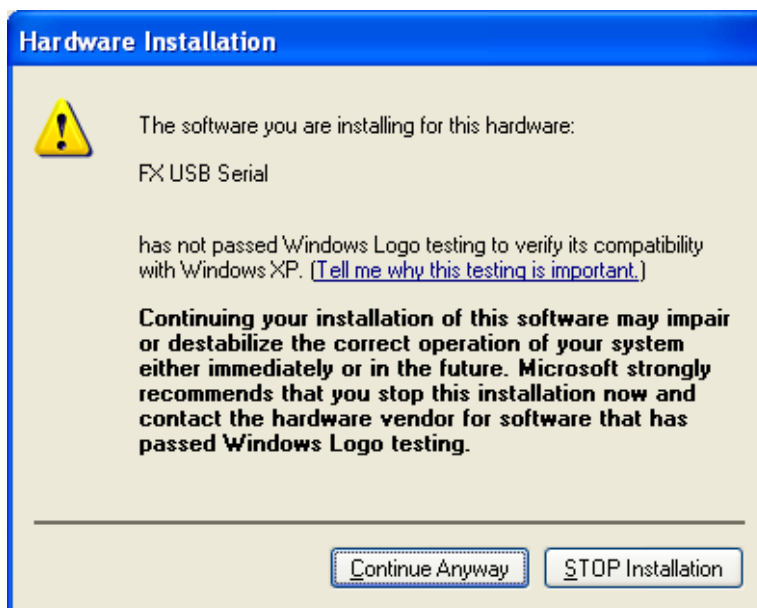 Hardware Installation
The software you are installing for this hardware:
FX USB Serial
has not passed Windows Logo testing to verify its compatibility
with Windows XP. (Tell me why this testing is important.)
Continuing your installation of this software may impair
or destabilize the correct operation of your system
either immediately or in the future. Microsoft strongly
recommends that you stop this installation now and
contact the hardware vendor for software that has
passed Windows Logo testing.
Continue Anyway
STOP Installation